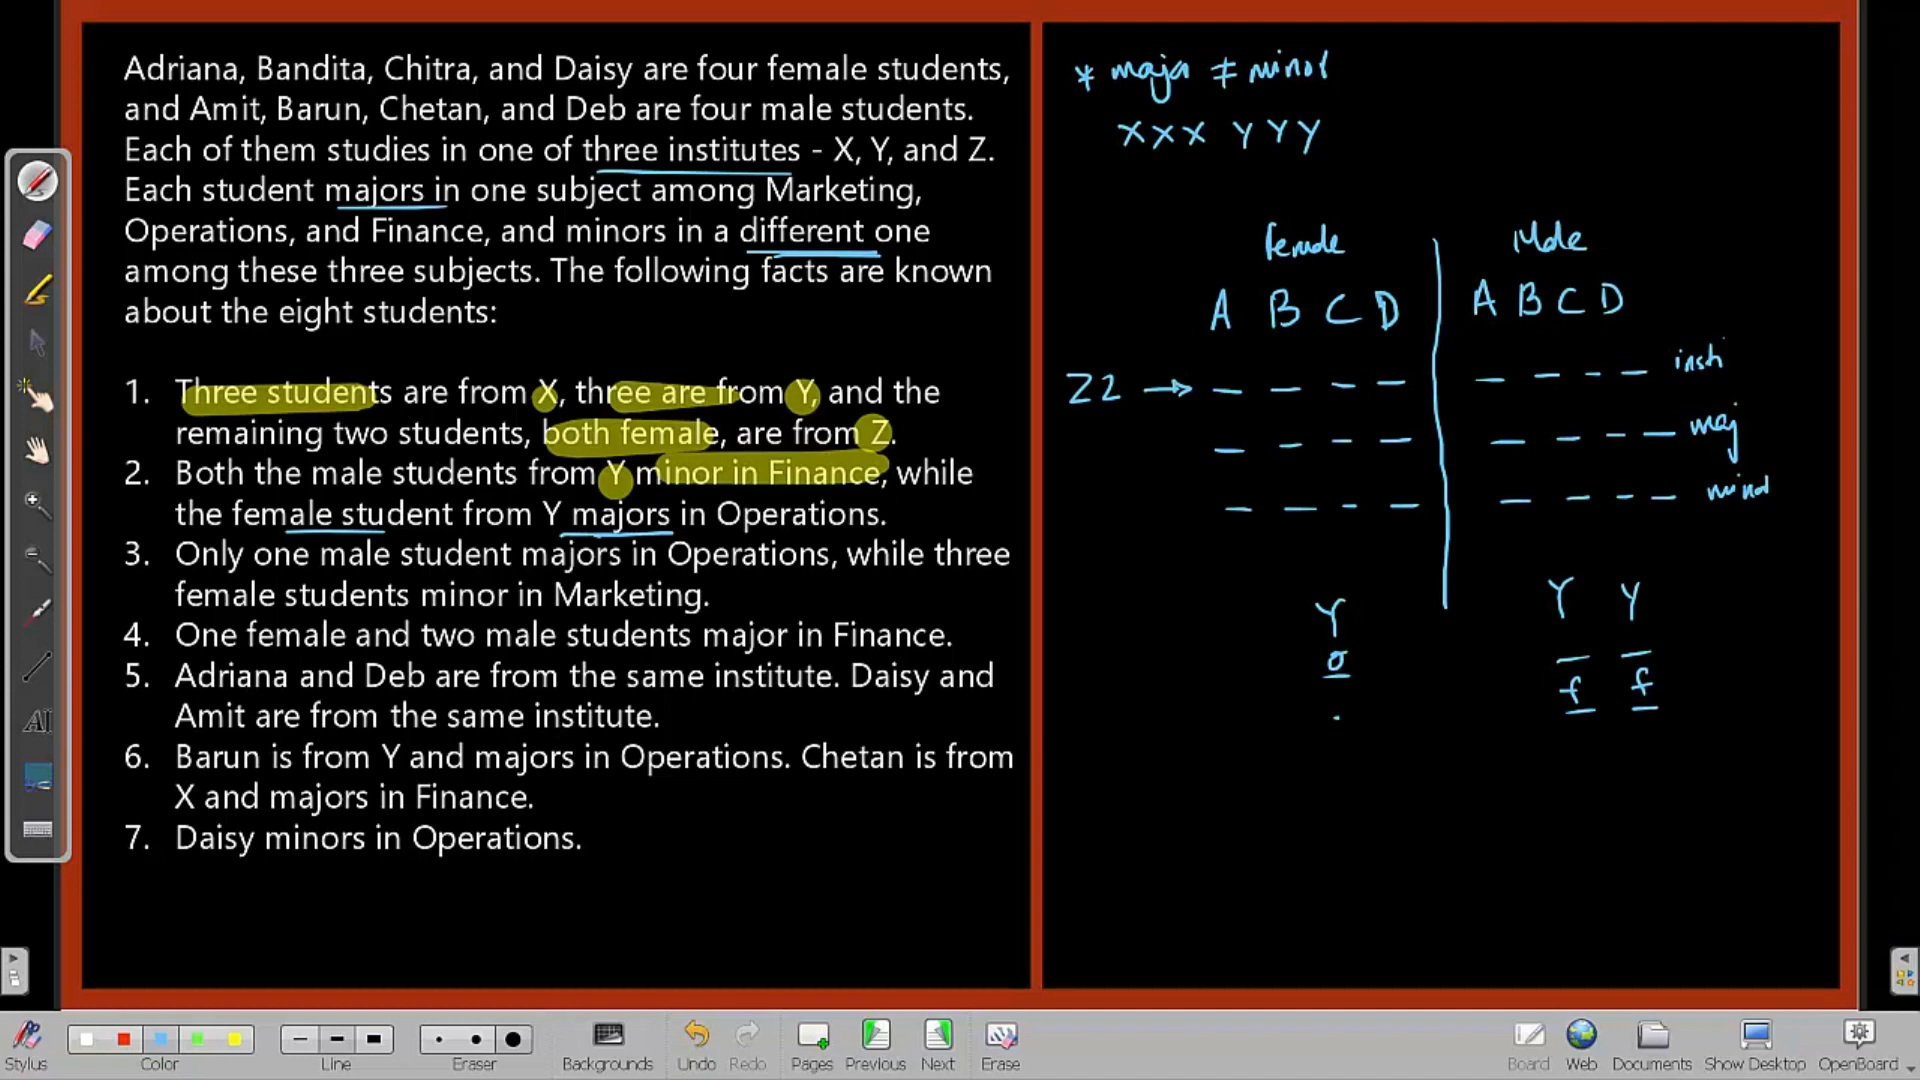 Adriana, Bandita, Chitra, and Daisy are four female students,
and Amit, Barun, Chetan, and Deb are four male students.
Each of them studies in one of three institutes - X, Y, and Z.
Each student majors in one subject among Marketing,
Operations, and Finance, and minors in a different one
among these three subjects. The following facts are known
about the eight students:
1. Three students are from X, three are from Y, and the
remaining two students, both female, are from Z.
2. Both the male students from Y minor in Finance, while
the female student from Y majors in Operations.
3. Only one male student majors in Operations, while three
female students minor in Marketing.
4. One female and two male students major in Finance.
5. Adriana and Deb are from the same institute. Daisy and
Amit are from the same institute.
6. Barun is from Y and majors in Operations. Chetan is from
X and majors in Finance.
7. Daisy minors in Operations.
* major ≠ minor
X X X Y Y Y
Female Male
A B C D A B C D
Z2 → insti
maj
minor
Y Y Y
O
f f
Stylus Color Line Eraser Backgrounds Undo Redo Pages Previous Next Erase Board Web Documents Show Desktop OpenBoard